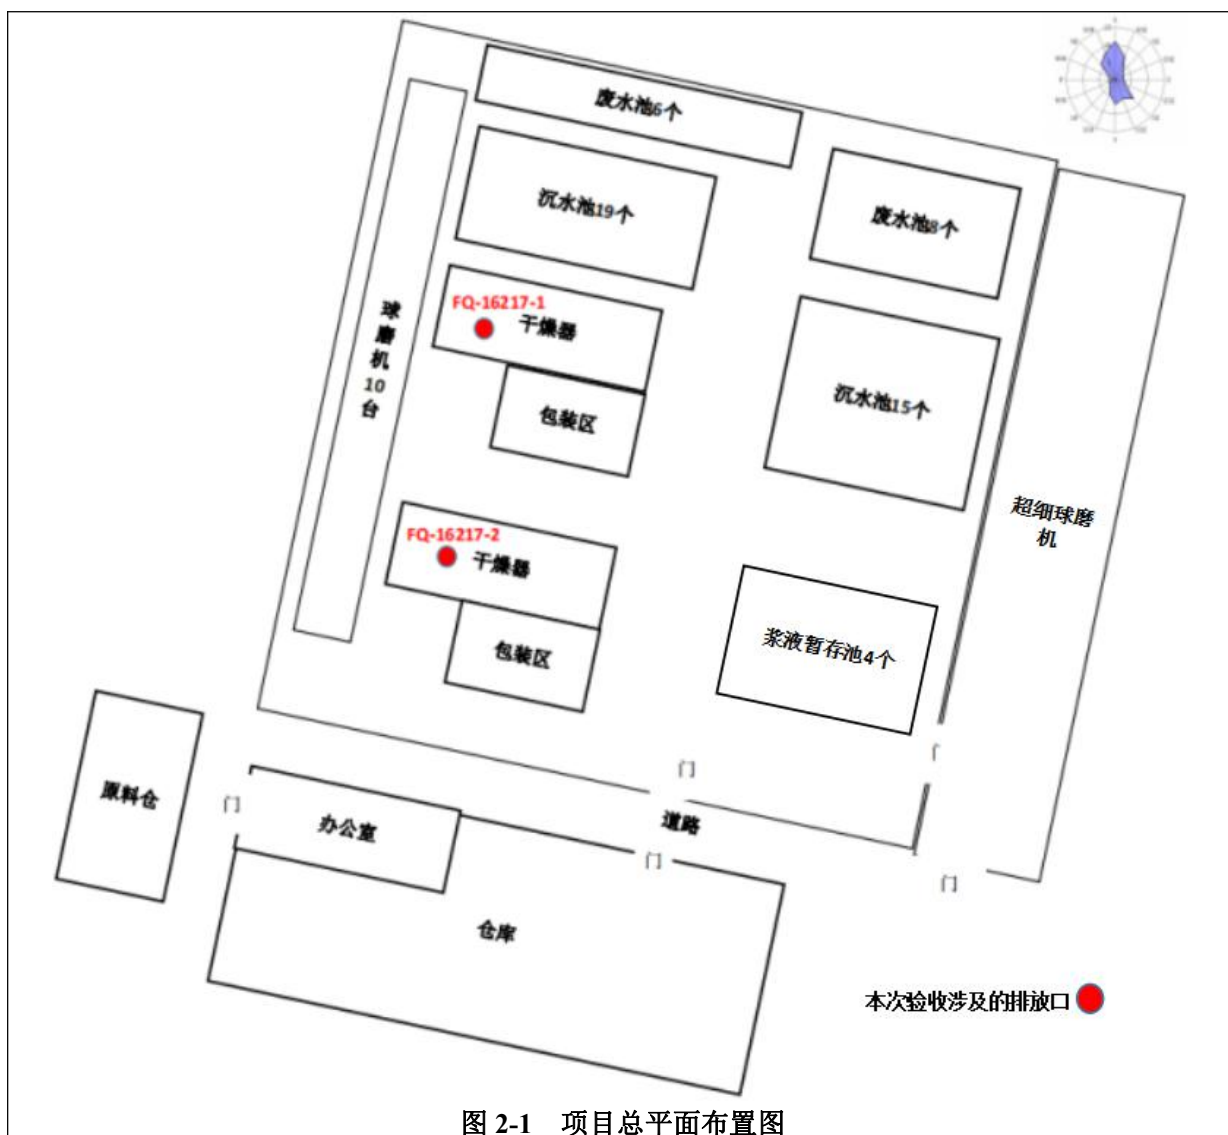 废水池6个
沉水池19个
废水池8个
FQ-16217-1
干燥器
球
磨
机
10
台
包装区
沉水池15个
超细球磨
机
FQ-16217-2
干燥器
包装区
浆液暂存池4个
门
门
原料仓
门
办公室
道路
门
门
仓库
本次验收涉及的排放口
图 2-1 项目总平面布置图